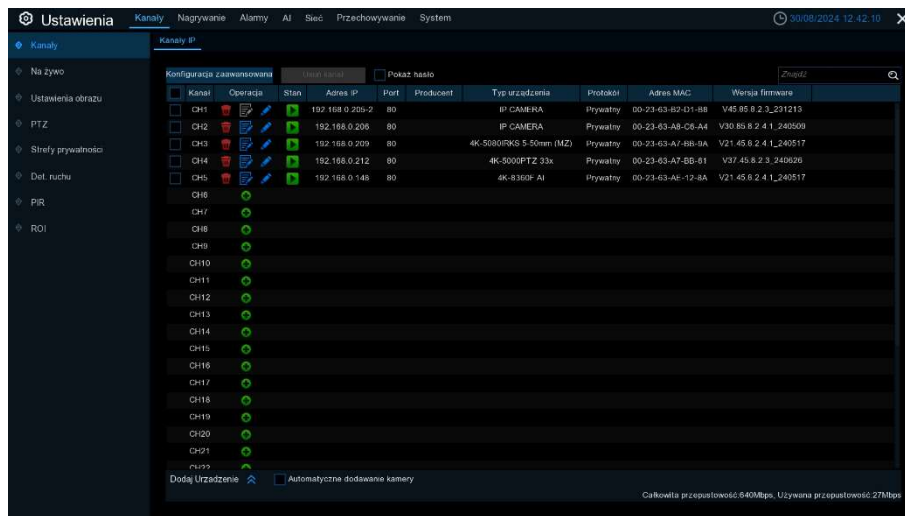 Ustawienia Kanały Nagrywanie Alarmy AI Sieć Przechowywanie System 30/08/2024 12:42:10
Kanały Kanały IP
Na żywo
Ustawienia obrazu
PTZ
Strefy prywatności
Det. ruchu
PIR
ROI
Konfiguracja zaawansowana Usuń kanał Pokaż hasło Znajdź
Kanał Operacja Stan Adres IP Port Producent Typ urządzenia Protokół Adres MAC Wersja firmware
CH1 192.168.0.205-2 80 IP CAMERA Prywatny 00-23-63-B2-D1-B8 V45.85.8.2.3_231213
CH2 192.168.0.206 80 IP CAMERA Prywatny 00-23-63-A8-C6-A4 V30.85.8.2.4.1_240509
CH3 192.168.0.209 80 4K-5080IRKS 5-50mm (MZ) Prywatny 00-23-63-A7-BB-9A V21.45.8.2.4.1_240517
CH4 192.168.0.212 80 4K-5000PTZ 33x Prywatny 00-23-63-A7-BB-61 V37.45.8.2.3_240626
CH5 192.168.0.148 80 4K-8360F AI Prywatny 00-23-63-AE-12-8A V21.45.8.2.4.1_240517
CH6
CH7
CH8
CH9
CH10
CH11
CH12
CH13
CH14
CH15
CH16
CH17
CH18
CH19
CH20
CH21
CH22
Dodaj Urzadzenie Automatyczne dodawanie kamery
Całkowita przepustowość:640Mbps, Używana przepustowość:27Mbps